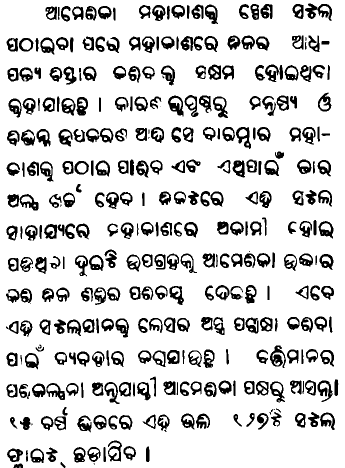 ଆମେରିକା ମହାକାଶକୁ ସ୍ପେସ ସଟଲ
ପଠାଇବା ପରେ ମହାକାଶରେ ନିଜର ଆଧି-
ପତ୍ୟ ବିସ୍ତାର କରିବାକୁ ସକ୍ଷମ ହୋଇଥିବା
କୁହାଯାଉଛି । କାରଣ ଭୂପୃଷ୍ଠରୁ ମନୁଷ୍ୟ ଓ
ବିଭିନ୍ନ ଉପକରଣ ଆଦି ସେ ବାରମ୍ବାର ମହା-
କାଶକୁ ପଠାଇ ପାରିବ ଏବଂ ଏଥିପାଇଁ ତାର
ଅଳ୍ପ ଖର୍ଚ୍ଚ ହେବ । ନିକଟରେ ଏହି ସଟଲ
ସାହାଯ୍ୟରେ ମହାକାଶରେ ଅକାମୀ ହୋଇ
ପଡିଥିବା ଦୁଇଟି ଉପଗ୍ରହକୁ ଆମେରିକା ଉଦ୍ଧାର
କରି ନିଜ ଶକ୍ତିର ପରିଚୟ ଦେଇଛି । ଏବେ
ଏହି ସଟଲଯାନକୁ ଲେସର ଅସ୍ତ୍ର ପରୀକ୍ଷା କରିବା
ପାଇଁ ବ୍ୟବହାର କରାଯାଉଛି । ବର୍ତ୍ତମାନର
ପରିକଳ୍ପନା ଅନୁଯାୟୀ ଆମେରିକା ପକ୍ଷରୁ ଆସନ୍ତା
୧୫ ବର୍ଷ ଭିତରେ ଏହି ଭଳି ୧୬୭ଟି ସଟଲ
ଫ୍ଲାଇଟ୍ ଛଡ଼ାଯିବ ।